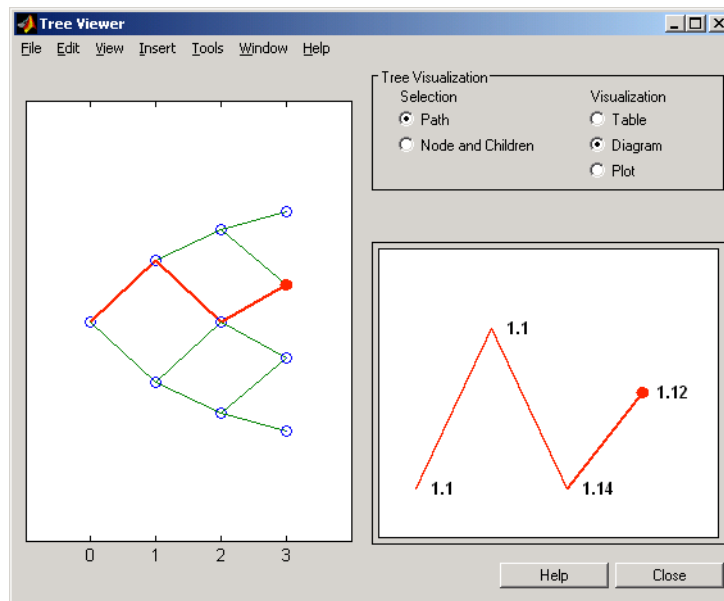 Tree Viewer
File Edit View Insert Tools Window Help
Tree Visualization
Selection Visualization
Path Table
Node and Children Diagram
Plot
1.1
1.12
1.1 1.14
0 1 2 3
Help Close